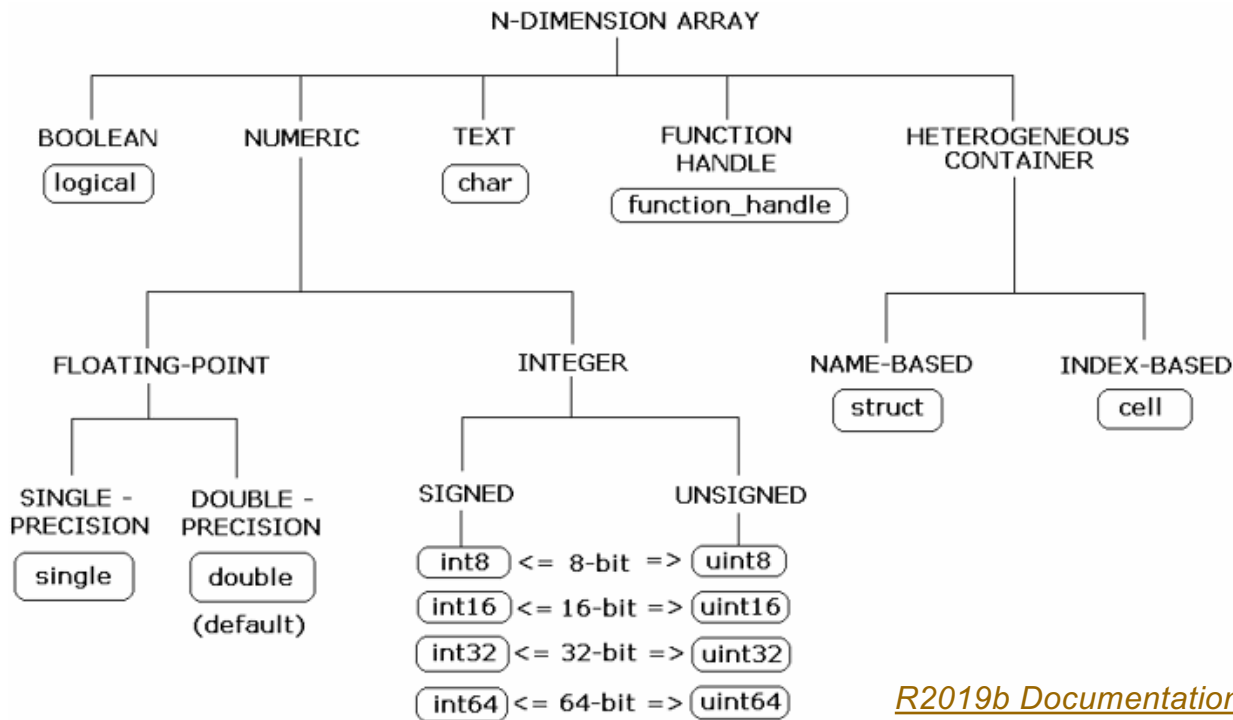 N-DIMENSION ARRAY
BOOLEAN NUMERIC TEXT FUNCTION HANDLE HETEROGENEOUS CONTAINER
logical char function_handle
FLOATING-POINT INTEGER NAME-BASED INDEX-BASED
struct cell
SINGLE - PRECISION DOUBLE - PRECISION SIGNED UNSIGNED
single double
(default)
int8 <= 8-bit => uint8
int16 <= 16-bit => uint16
int32 <= 32-bit => uint32
int64 <= 64-bit => uint64
R2019b Documentation